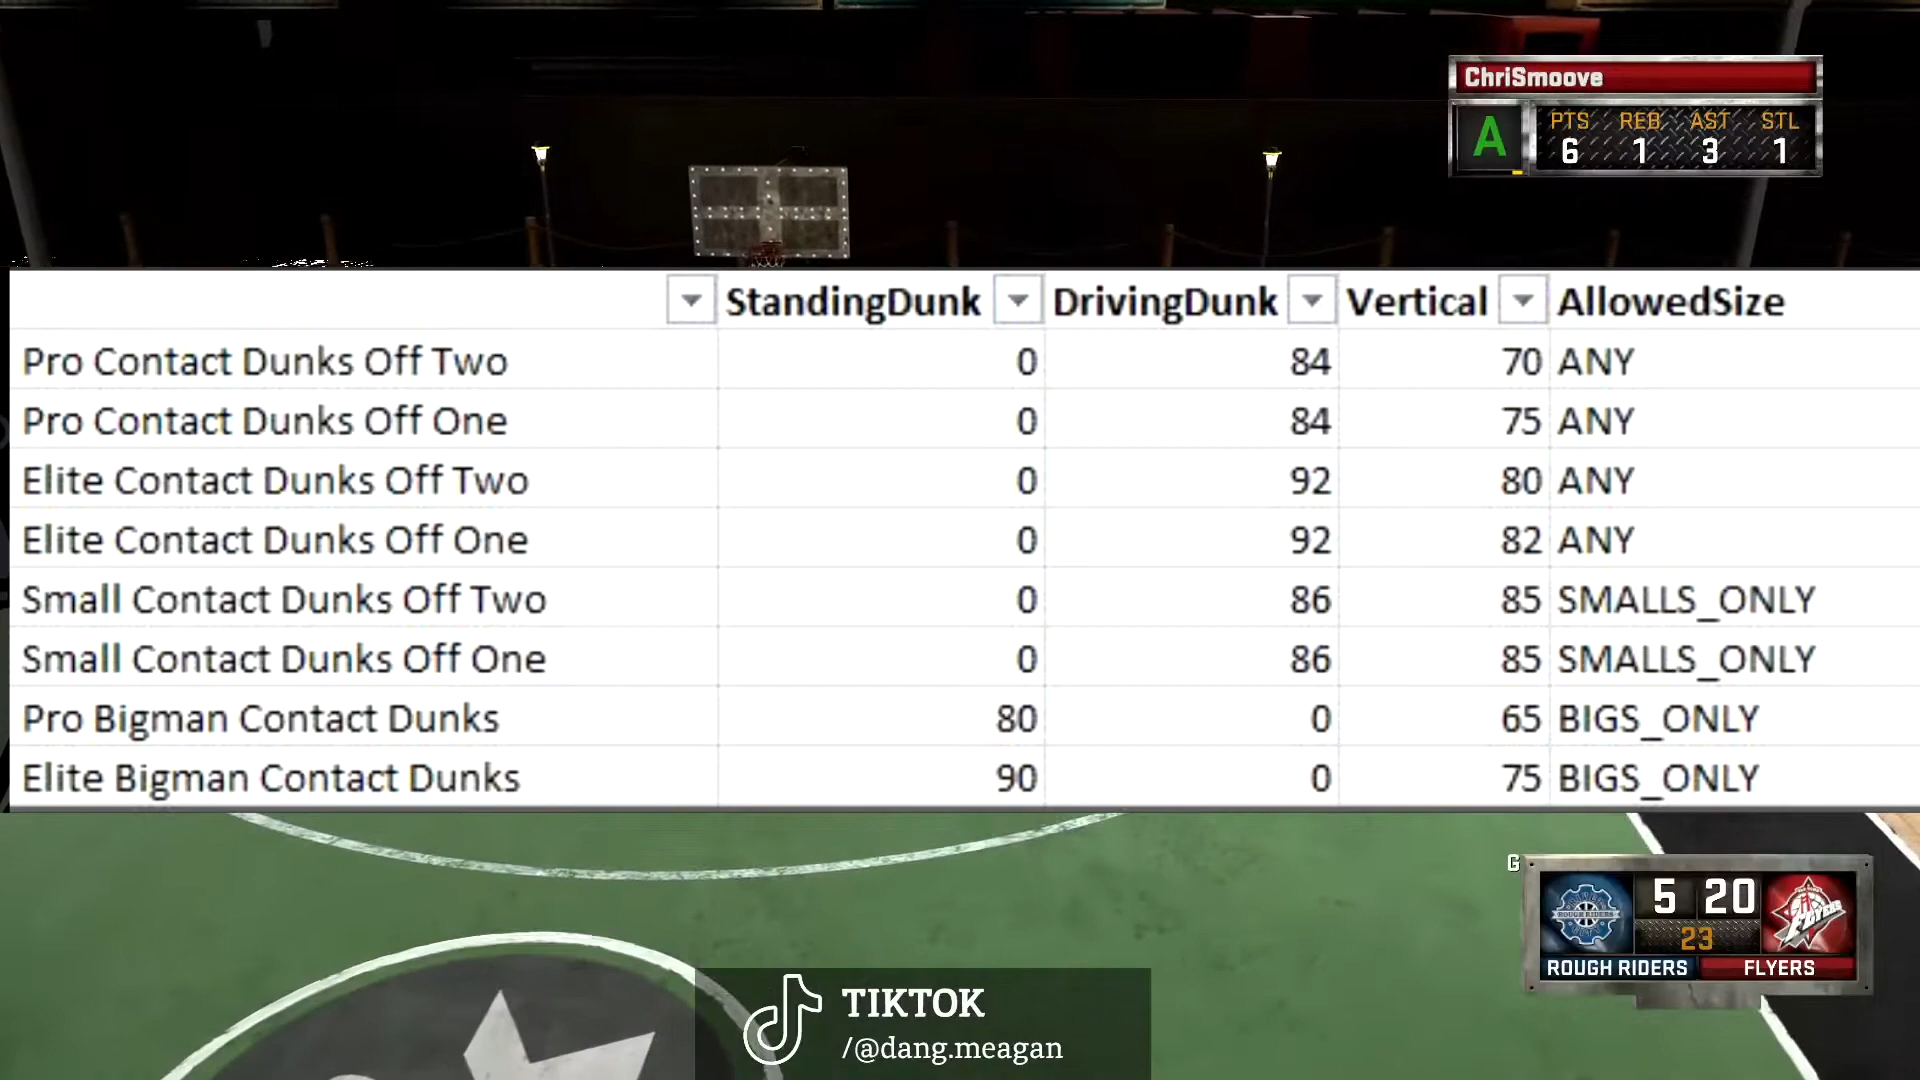 ChriSmoove
A PTS REB AST STL
6 1 3 1
StandingDunk DrivingDunk Vertical AllowedSize
Pro Contact Dunks Off Two 0 84 70 ANY
Pro Contact Dunks Off One 0 84 75 ANY
Elite Contact Dunks Off Two 0 92 80 ANY
Elite Contact Dunks Off One 0 92 82 ANY
Small Contact Dunks Off Two 0 86 85 SMALLS_ONLY
Small Contact Dunks Off One 0 86 85 SMALLS_ONLY
Pro Bigman Contact Dunks 80 0 65 BIGS_ONLY
Elite Bigman Contact Dunks 90 0 75 BIGS_ONLY
G
ROUGH RIDERS 5 20 FLYERS
23
ROUGH RIDERS FLYERS
TIKTOK
/@dang.meagan